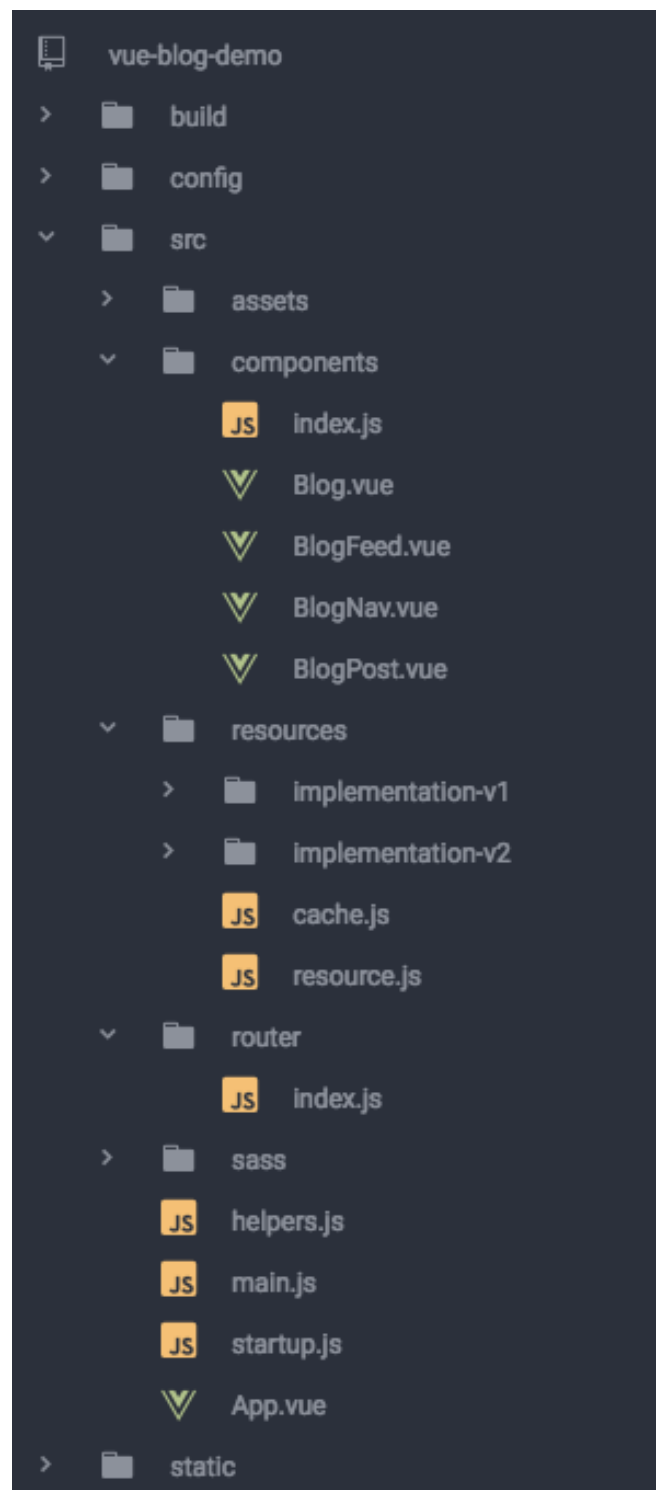 vue-blog-demo
build
config
src
assets
components
JS index.js
Blog.vue
BlogFeed.vue
BlogNav.vue
BlogPost.vue
resources
implementation-v1
implementation-v2
JS cache.js
JS resource.js
router
JS index.js
sass
JS helpers.js
JS main.js
JS startup.js
App.vue
static